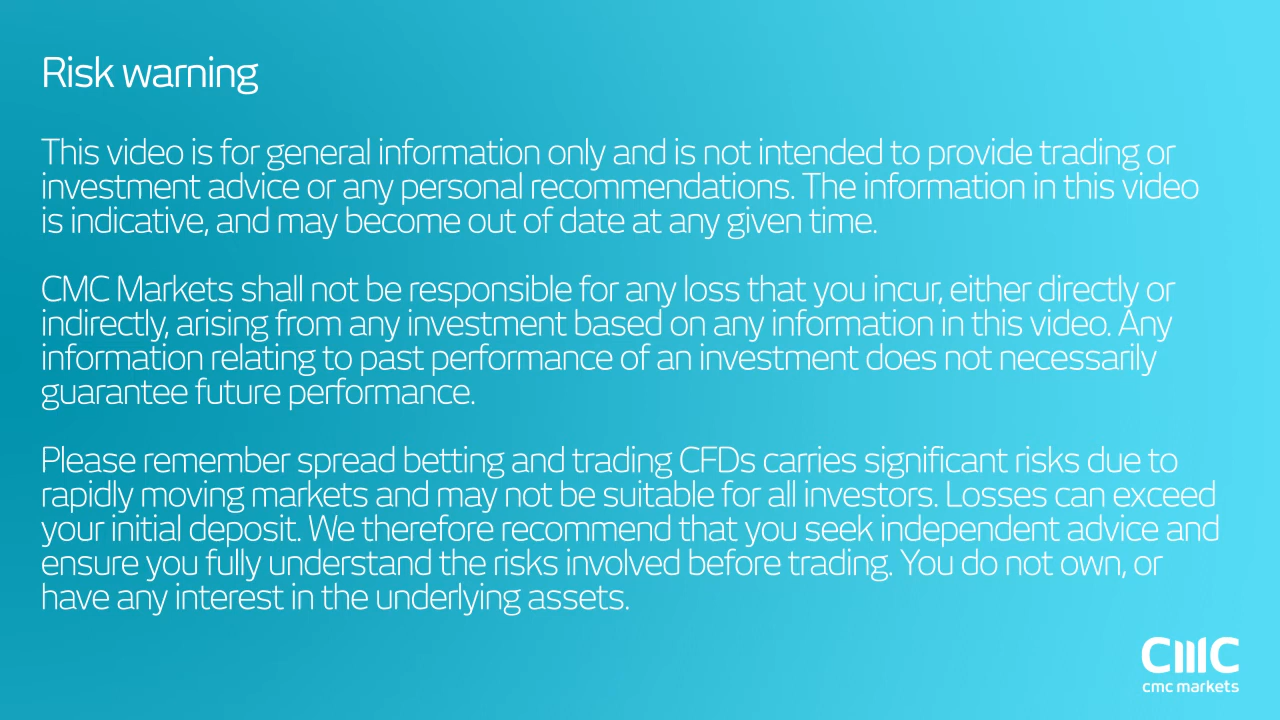 Risk warning
This video is for general information only and is not intended to provide trading or
investment advice or any personal recommendations. The information in this video
is indicative, and may become out of date at any given time.
CMC Markets shall not be responsible for any loss that you incur, either directly or
indirectly, arising from any investment based on any information in this video. Any
information relating to past performance of an investment does not necessarily
guarantee future performance.
Please remember spread betting and trading CFDs carries significant risks due to
rapidly moving markets and may not be suitable for all investors. Losses can exceed
your initial deposit. We therefore recommend that you seek independent advice and
ensure you fully understand the risks involved before trading. You do not own, or
have any interest in the underlying assets.
CMC
cmc markets